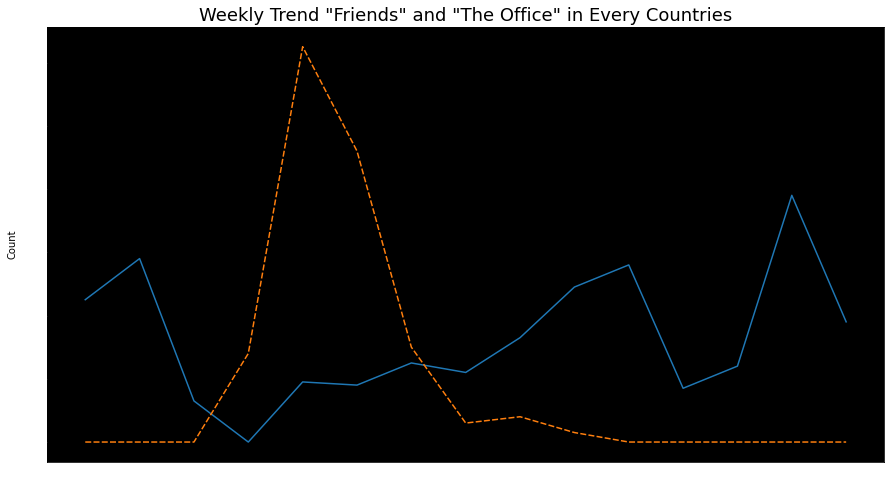 Weekly Trend "Friends" and "The Office" in Every Countries
Count